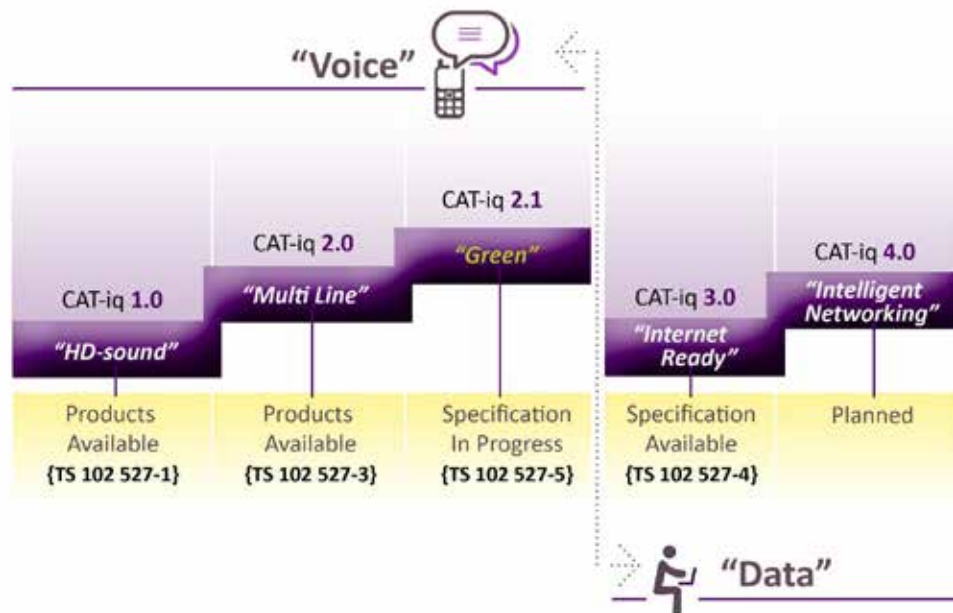 “Voice”
CAT-iq 1.0
“HD-sound”
Products
Available
{TS 102 527-1}
CAT-iq 2.0
“Multi Line”
Products
Available
{TS 102 527-3}
CAT-iq 2.1
“Green”
Specification
In Progress
{TS 102 527-5}
CAT-iq 3.0
“Internet
Ready”
Specification
Available
{TS 102 527-4}
CAT-iq 4.0
“Intelligent
Networking”
Planned
“Data”